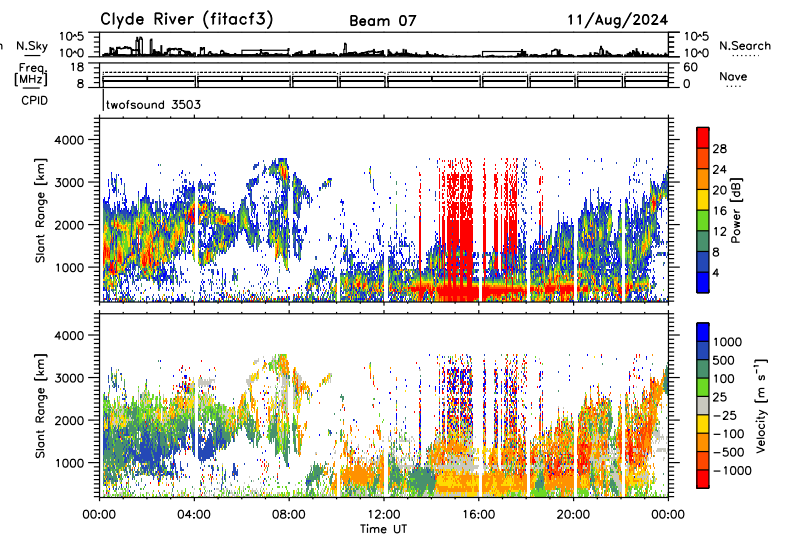 Clyde River (fitacf3) Beam 07 11/Aug/2024
n N.Sky 10^5 10^0 10^5 10^0 N.Search
Freq. [MHz] 18 8 60 0 Nave
CPID twofsound 3503
Slant Range [km]
4000
3000
2000
1000
28
24
20
16
12
8
4
Power [dB]
Slant Range [km]
4000
3000
2000
1000
1000
500
100
25
-25
-100
-500
-1000
Velocity [m s⁻¹]
00:00 04:00 08:00 12:00 16:00 20:00 00:00
Time UT